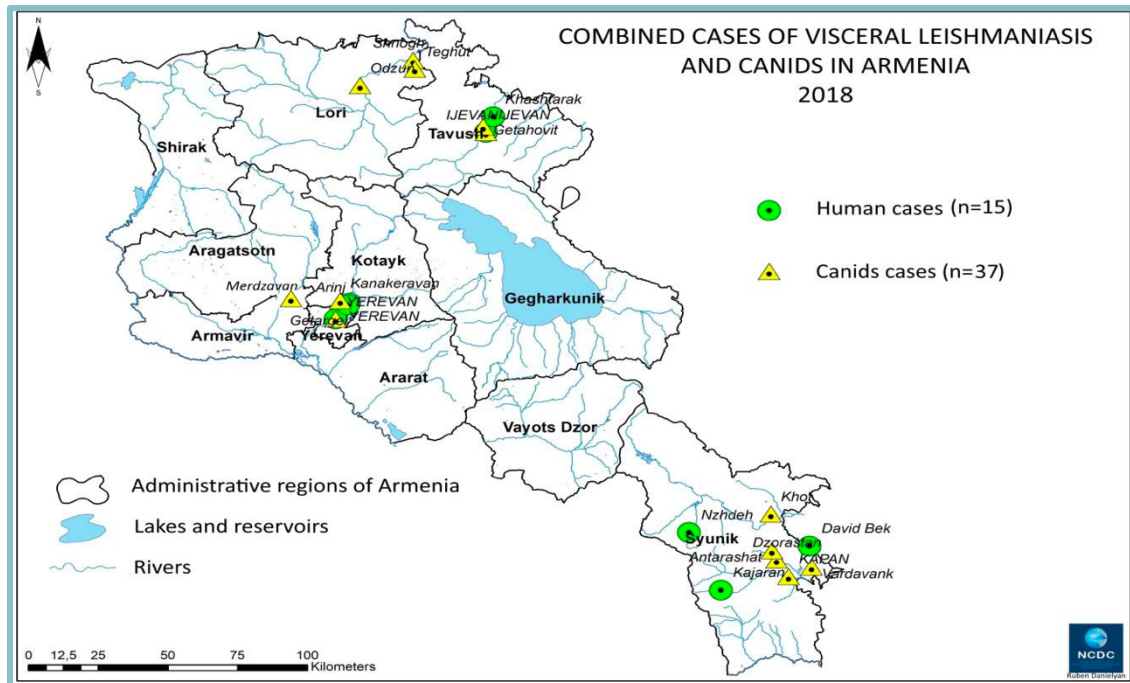 N
S
COMBINED CASES OF VISCERAL LEISHMANIASIS
AND CANIDS IN ARMENIA
2018
Shnogh
Teghut
Odzun
Lori
Khashtarak
IJEVANIJEVAN
Getahovit
Tavush
Shirak
Human cases (n=15)
Aragatsotn
Kotayk
Canids cases (n=37)
Merdzavan
Arinj
Kanakeravan
YEREVAN
YEREVAN
Gegharkunik
Armavir
Yerevan
Ararat
Vayots Dzor
Administrative regions of Armenia
Lakes and reservoirs
Rivers
Khot
Nzhdeh
David Bek
Syunik
Dzorastan
Antarashat
KAPAN
Kajaran
Vardavank
0 12,5 25 50 75 100
Kilometers
NCDC
Ruben Danielyan